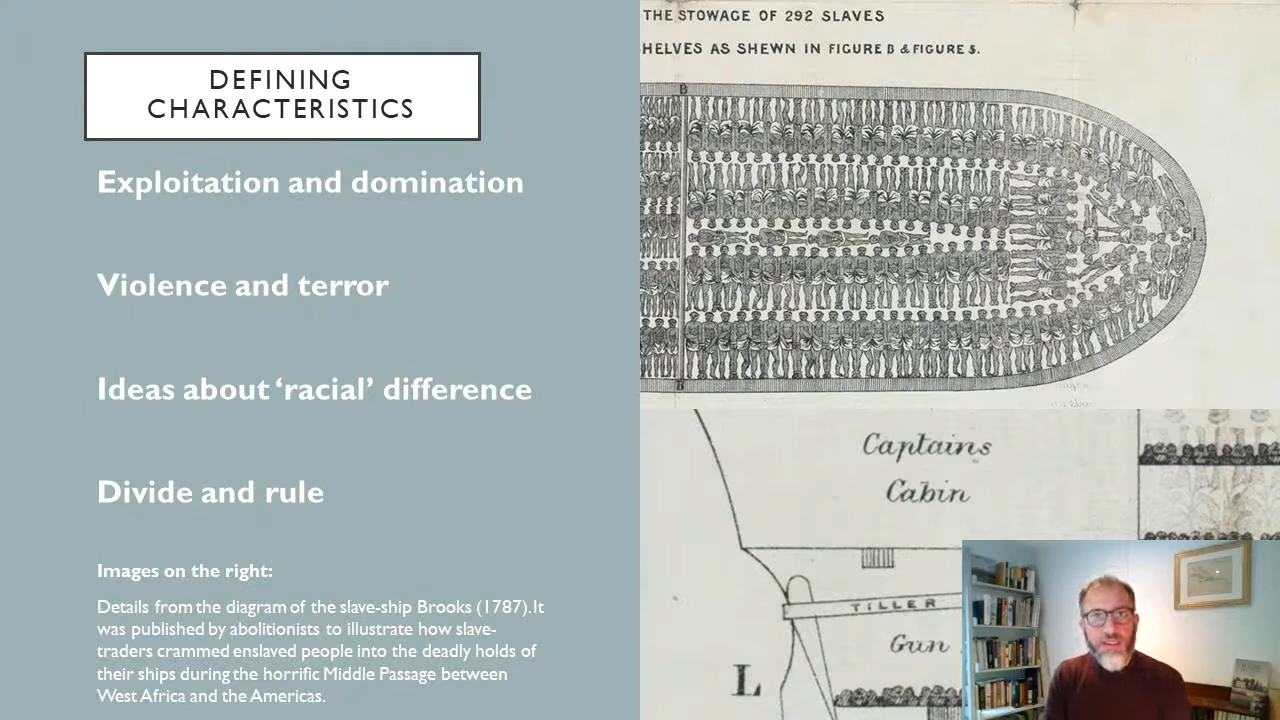 DEFINING
CHARACTERISTICS
Exploitation and domination
Violence and terror
Ideas about ‘racial’ difference
Divide and rule
Images on the right:
Details from the diagram of the slave-ship Brooks (1787). It
was published by abolitionists to illustrate how slave-
traders crammed enslaved people into the deadly holds of
their ships during the horrific Middle Passage between
West Africa and the Americas.
THE STOWAGE OF 292 SLAVES
SHELVES AS SHEWN IN FIGURE B & FIGURE 5.
B
Captains
Cabin
TILLER
Gun
L